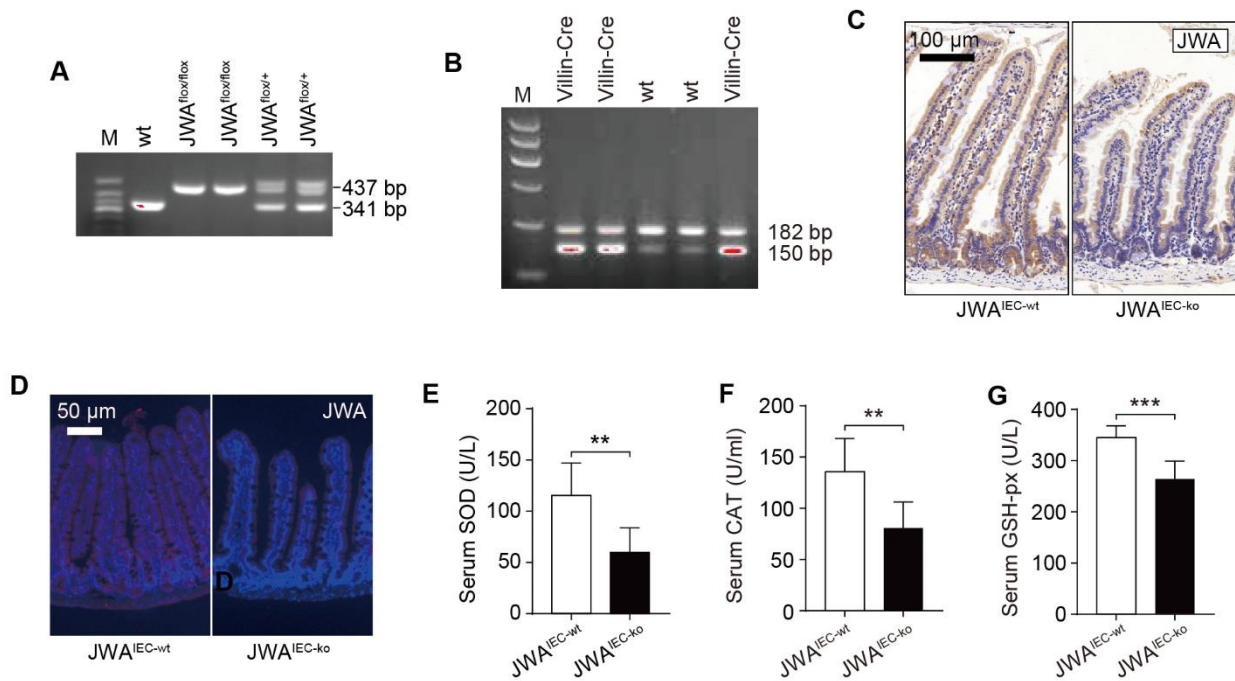 A
M
wt
JWAflox/flox
JWAflox/flox
JWAflox/+
JWAflox/+
437 bp
341 bp
B
M
Villin-Cre
Villin-Cre
wt
wt
Villin-Cre
182 bp
150 bp
C
100 μm
JWA
JWAIEC-wt
JWAIEC-ko
D
50 μm
JWA
D
JWAIEC-wt
JWAIEC-ko
E
Serum SOD (U/L)
200
150
100
50
0
**
JWAIEC-wt
JWAIEC-ko
F
Serum CAT (U/ml)
200
150
100
50
0
**
JWAIEC-wt
JWAIEC-ko
G
Serum GSH-px (U/L)
400
300
200
100
0
***
JWAIEC-wt
JWAIEC-ko